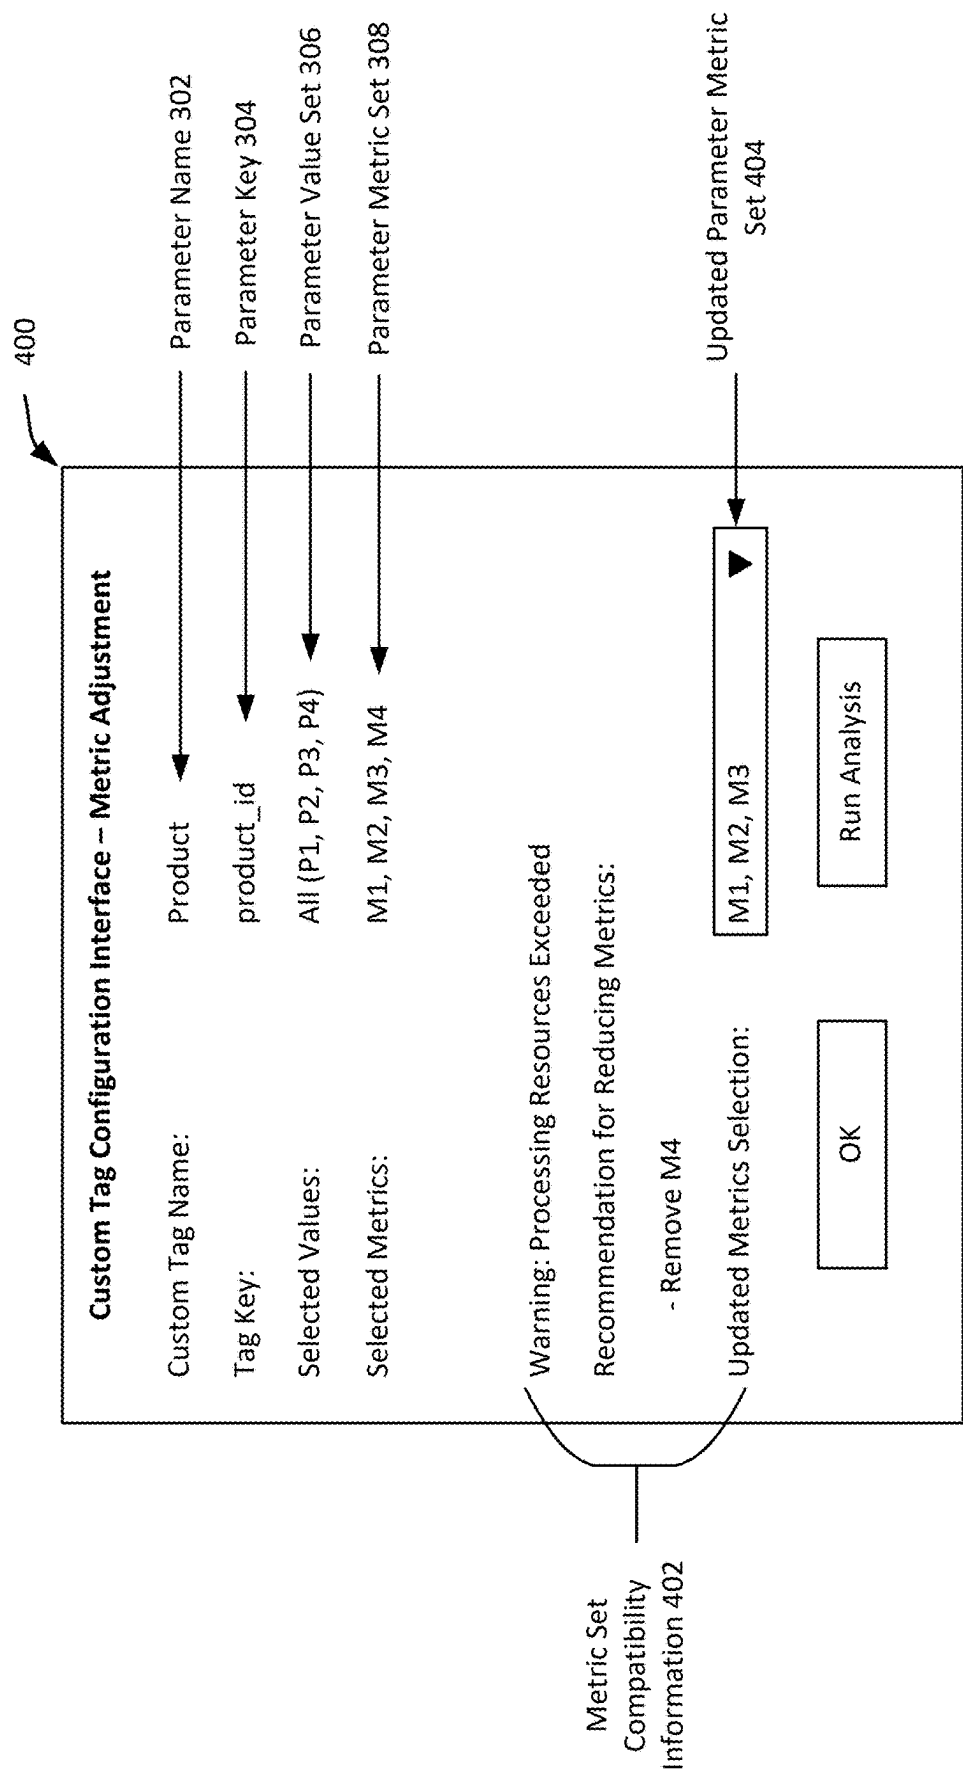 400
Custom Tag Configuration Interface – Metric Adjustment
Custom Tag Name: Product
Parameter Name 302
Tag Key: product_id
Parameter Key 304
Selected Values: All (P1, P2, P3, P4)
Parameter Value Set 306
Selected Metrics: M1, M2, M3, M4
Parameter Metric Set 308
Warning: Processing Resources Exceeded
Recommendation for Reducing Metrics:
- Remove M4
Updated Metrics Selection: M1, M2, M3
Updated Parameter Metric
Set 404
Metric Set
Compatibility
Information 402
OK
Run Analysis